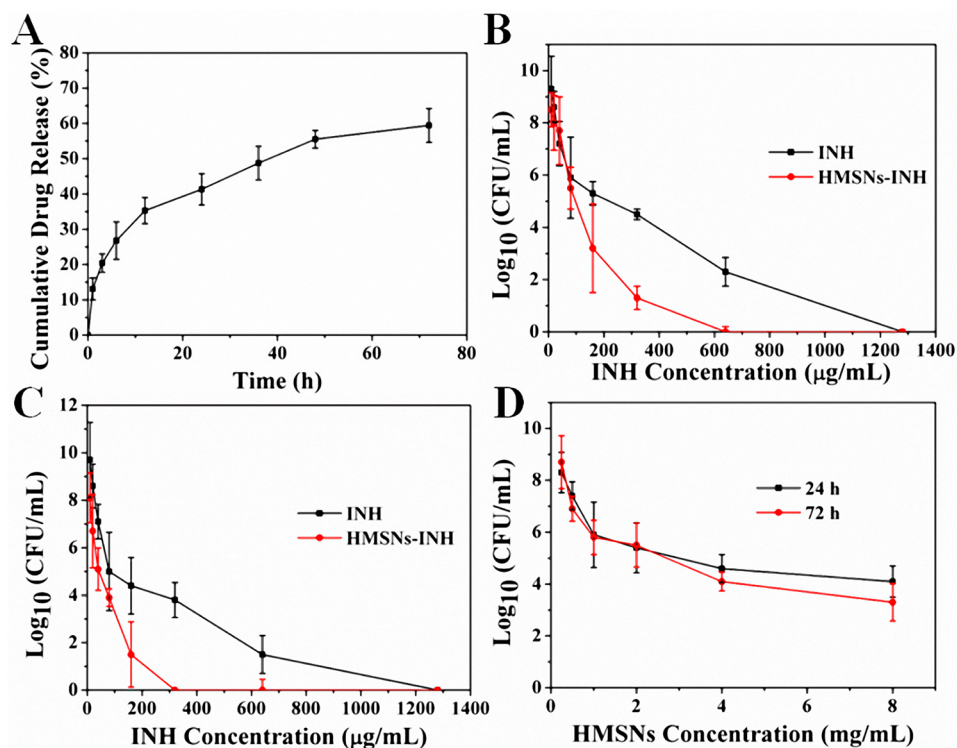 A
Cumulative Drug Release (%)
80
70
60
50
40
30
20
10
0
0 20 40 60 80
Time (h)
B
Log10 (CFU/mL)
10
8
6
4
2
0
INH
HMSNs-INH
0 200 400 600 800 1000 1200 1400
INH Concentration (μg/mL)
C
Log10 (CFU/mL)
12
10
8
6
4
2
0
INH
HMSNs-INH
0 200 400 600 800 1000 1200 1400
INH Concentration (μg/mL)
D
Log10 (CFU/mL)
10
8
6
4
2
0
24 h
72 h
0 2 4 6 8
HMSNs Concentration (mg/mL)